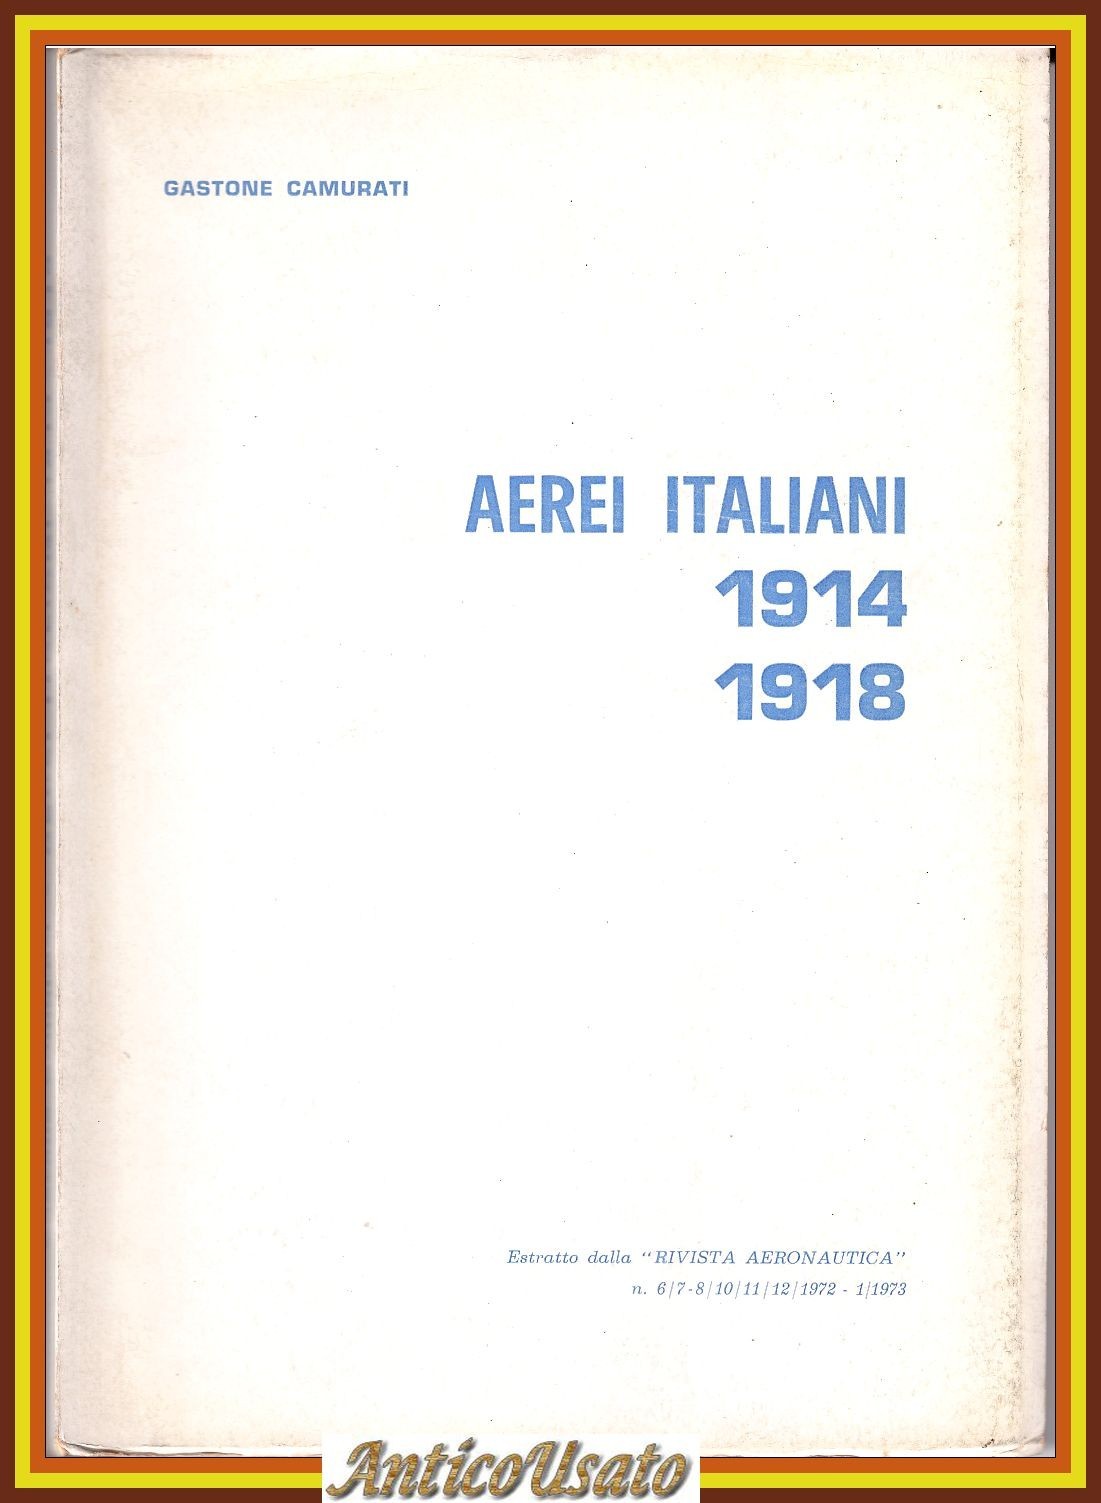 GASTONE CAMURATI
AEREI ITALIANI
1914
1918
Estratto dalla "RIVISTA AERONAUTICA"
n. 6/7-8/10/11/12/1972 - 1/1973
AnticoUsato